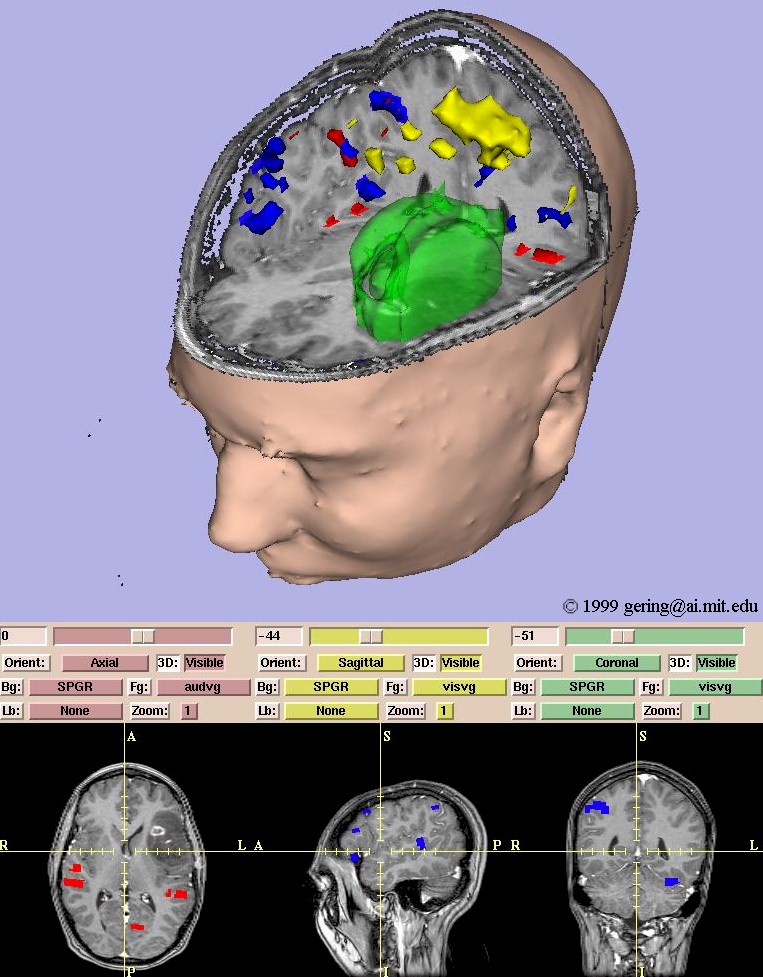 © 1999 gering@ai.mit.edu
0 -44 -51
Orient: Axial 3D: Visible Orient: Sagittal 3D: Visible Orient: Coronal 3D: Visible
Bg: SPGR Fg: audvg Bg: SPGR Fg: visvg Bg: SPGR Fg: visvg
Lb: None Zoom: 1 Lb: None Zoom: 1 Lb: None Zoom: 1
A S S
R L A P R L
P I I